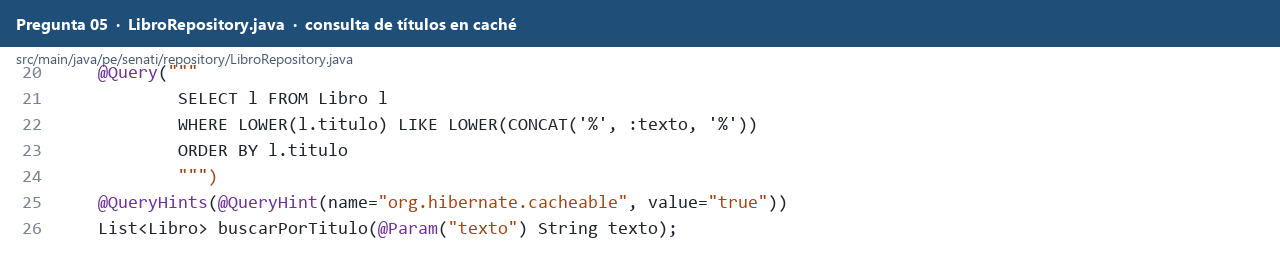 Pregunta 05 · LibroRepository.java · consulta de títulos en caché
src/main/java/pe/senati/repository/LibroRepository.java
20 @Query("""
21 SELECT l FROM Libro l
22 WHERE LOWER(l.titulo) LIKE LOWER(CONCAT('%', :texto, '%'))
23 ORDER BY l.titulo
24 """)
25 @QueryHints(@QueryHint(name="org.hibernate.cacheable", value="true"))
26 List<Libro> buscarPorTitulo(@Param("texto") String texto);